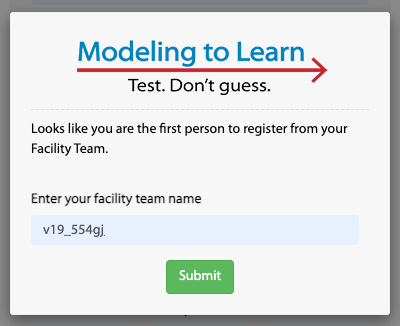 Modeling to Learn
Test. Don't guess.
Looks like you are the first person to register from your
Facility Team.
Enter your facility team name
v19_554gj
Submit